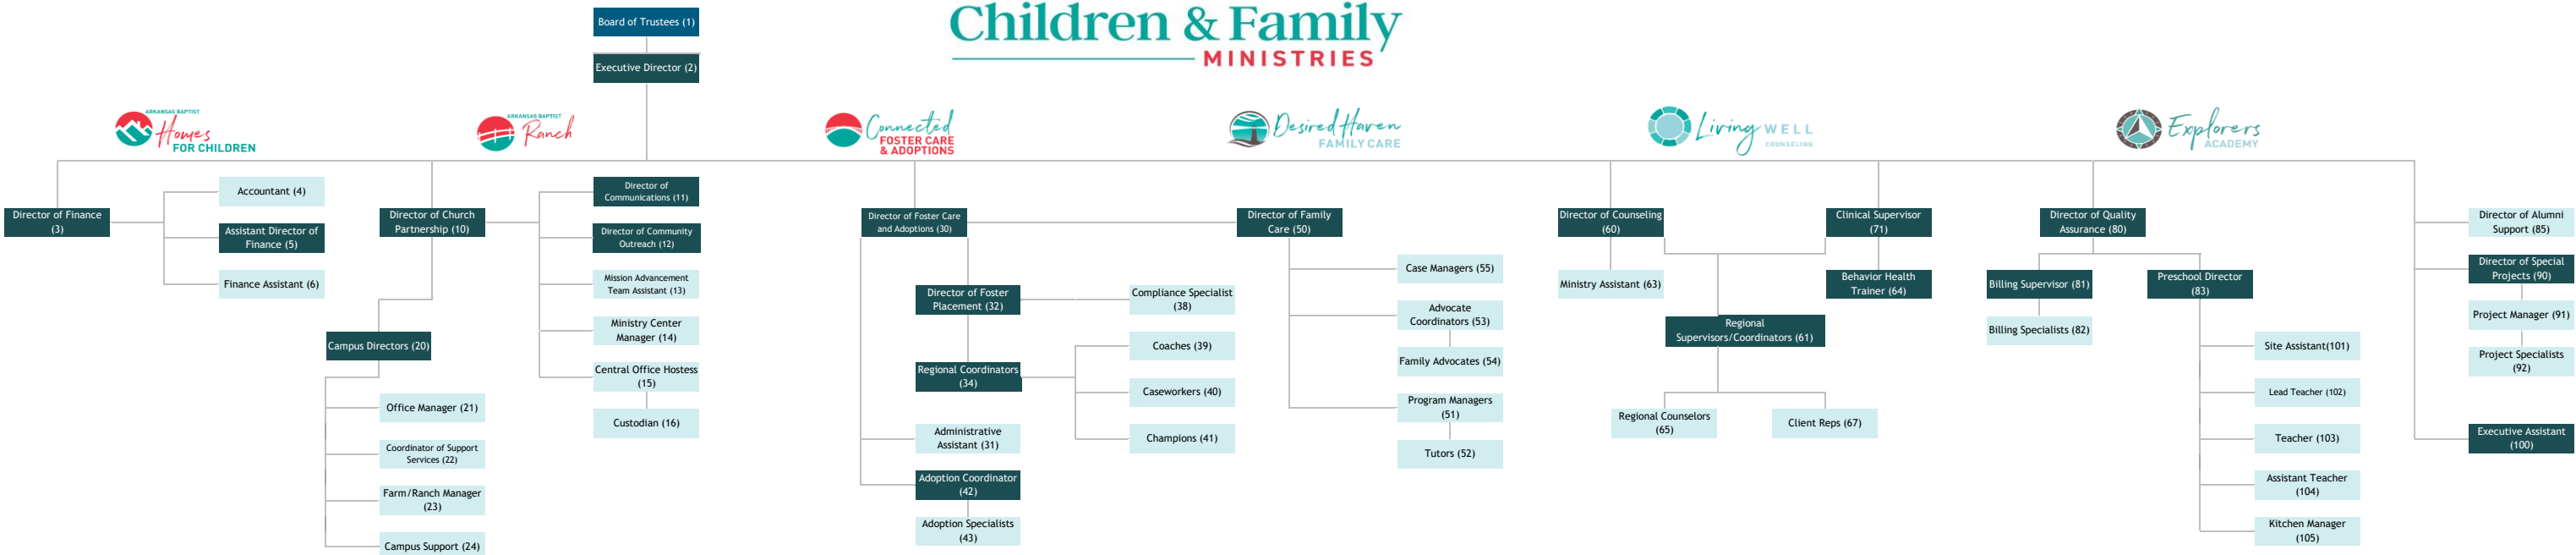 Board of Trustees (1)
Children & Family
MINISTRIES
Executive Director (2)
ARKANSAS BAPTIST
Homes
FOR CHILDREN
ARKANSAS BAPTIST
Ranch
Connected
FOSTER CARE
& ADOPTIONS
Desired Haven
FAMILY CARE
Living WELL
COUNSELING
Explorers
ACADEMY
Director of Finance
(3)
Accountant (4)
Assistant Director of
Finance (5)
Finance Assistant (6)
Director of Church
Partnership (10)
Director of
Communications (11)
Director of Community
Outreach (12)
Mission Advancement
Team Assistant (13)
Ministry Center
Manager (14)
Central Office Hostess
(15)
Custodian (16)
Campus Directors (20)
Office Manager (21)
Coordinator of Support
Services (22)
Farm/Ranch Manager
(23)
Campus Support (24)
Director of Foster Care
and Adoptions (30)
Director of Foster
Placement (32)
Compliance Specialist
(38)
Regional Coordinators
(34)
Coaches (39)
Caseworkers (40)
Champions (41)
Administrative
Assistant (31)
Adoption Coordinator
(42)
Adoption Specialists
(43)
Director of Family
Care (50)
Case Managers (55)
Advocate
Coordinators (53)
Family Advocates (54)
Program Managers
(51)
Tutors (52)
Director of Counseling
(60)
Ministry Assistant (63)
Clinical Supervisor
(71)
Behavior Health
Trainer (64)
Regional
Supervisors/Coordinators (61)
Regional Counselors
(65)
Client Reps (67)
Director of Quality
Assurance (80)
Billing Supervisor (81)
Billing Specialists (82)
Preschool Director
(83)
Site Assistant(101)
Lead Teacher (102)
Teacher (103)
Assistant Teacher
(104)
Kitchen Manager
(105)
Director of Alumni
Support (85)
Director of Special
Projects (90)
Project Manager (91)
Project Specialists
(92)
Executive Assistant
(100)